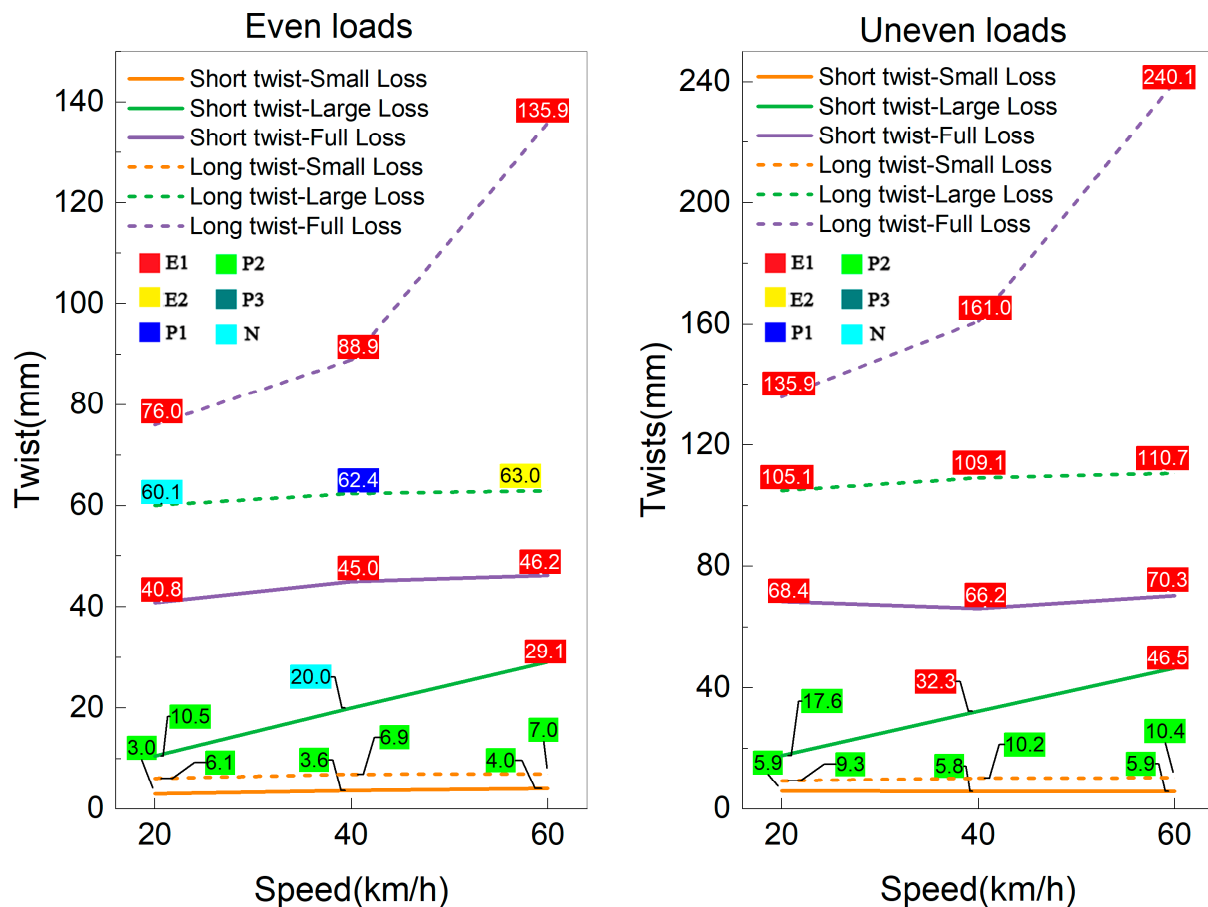 Even loads
Short twist-Small Loss
Short twist-Large Loss
Short twist-Full Loss
Long twist-Small Loss
Long twist-Large Loss
Long twist-Full Loss
E1 P2
E2 P3
P1 N
140
120
100
80
60
40
20
0
Twist(mm)
135.9
88.9
76.0
60.1
62.4
63.0
40.8
45.0
46.2
29.1
20.0
10.5
3.0
6.1
3.6
6.9
4.0
7.0
20 40 60
Speed(km/h)
Uneven loads
Short twist-Small Loss
Short twist-Large Loss
Short twist-Full Loss
Long twist-Small Loss
Long twist-Large Loss
Long twist-Full Loss
E1 P2
E2 P3
P1 N
240
200
160
120
80
40
0
Twists(mm)
240.1
161.0
135.9
105.1
109.1
110.7
68.4
66.2
70.3
46.5
32.3
17.6
5.9
9.3
5.8
10.2
5.9
10.4
20 40 60
Speed(km/h)